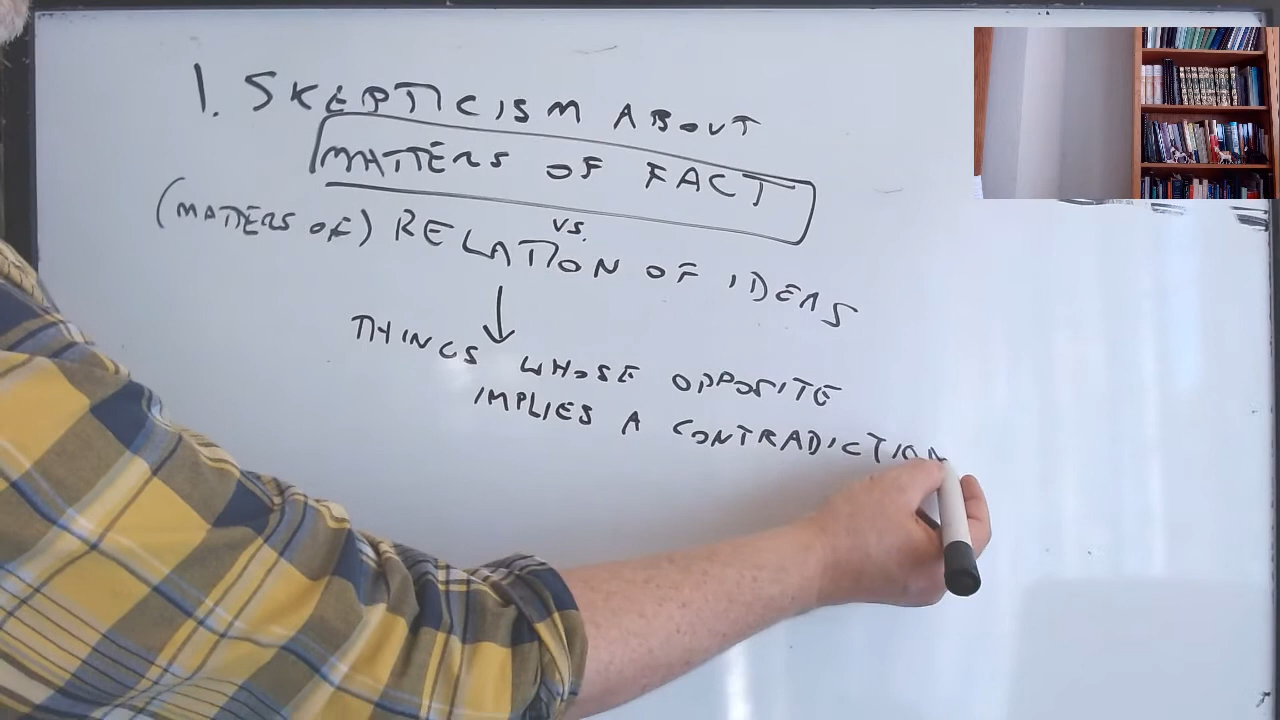 1. SKEPTICISM ABOUT
MATTERS OF FACT
vs.
(MATTERS OF) RELATION OF IDEAS
THINGS WHOSE OPPOSITE
IMPLIES A CONTRADICTION